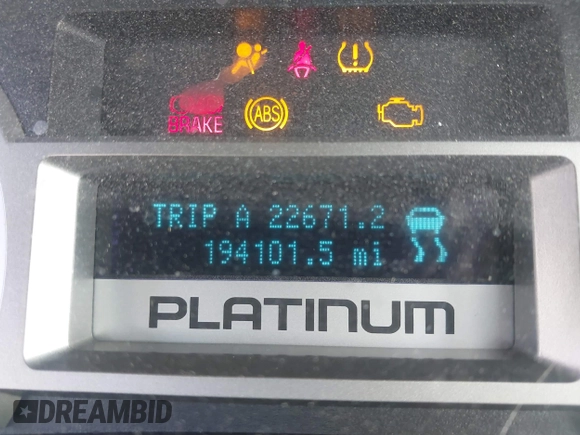 BRAKE
ABS
TRIP A 22671.2
194101.5 mi
PLATINUM
DREAMBID